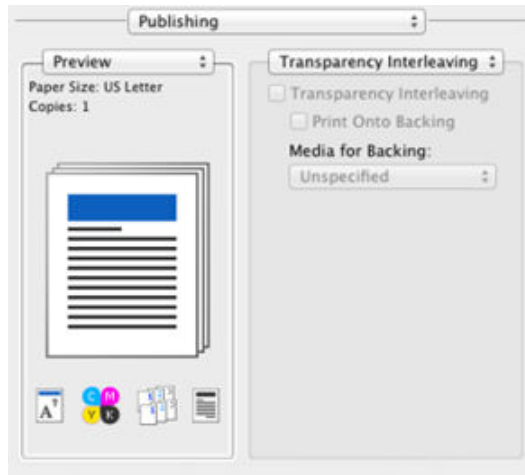 Publishing
Preview
Paper Size: US Letter
Copies: 1
A?
C M
Y K
Transparency Interleaving
Transparency Interleaving
Print Onto Backing
Media for Backing:
Unspecified